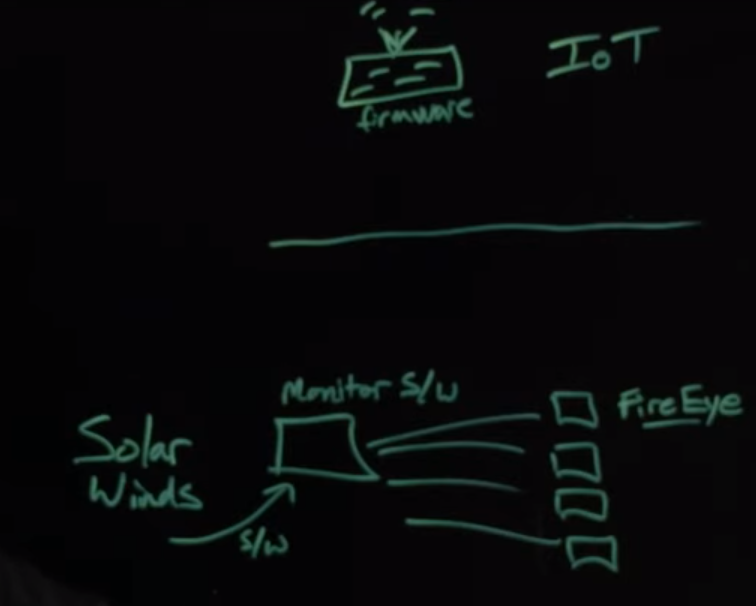 IoT
firmware
Monitor S/W
FireEye
Solar
Winds
S/W